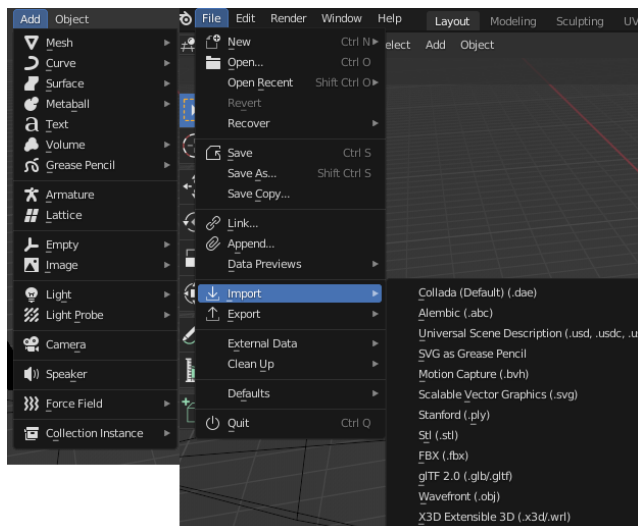 Add Object
Mesh
Curve
Surface
Metaball
Text
Volume
Grease Pencil
Armature
Lattice
Empty
Image
Light
Light Probe
Camera
Speaker
Force Field
Collection Instance
File Edit Render Window Help Layout Modeling Sculpting UV
elect Add Object
New Ctrl N
Open... Ctrl O
Open Recent Shift Ctrl O
Revert
Recover
Save Ctrl S
Save As... Shift Ctrl S
Save Copy...
Link...
Append...
Data Previews
Import
Export
External Data
Clean Up
Defaults
Quit Ctrl Q
Collada (Default) (.dae)
Alembic (.abc)
Universal Scene Description (.usd, .usdc, .u
SVG as Grease Pencil
Motion Capture (.bvh)
Scalable Vector Graphics (.svg)
Stanford (.ply)
Stl (.stl)
FBX (.fbx)
glTF 2.0 (.glb/.gltf)
Wavefront (.obj)
X3D Extensible 3D (.x3d/.wrl)